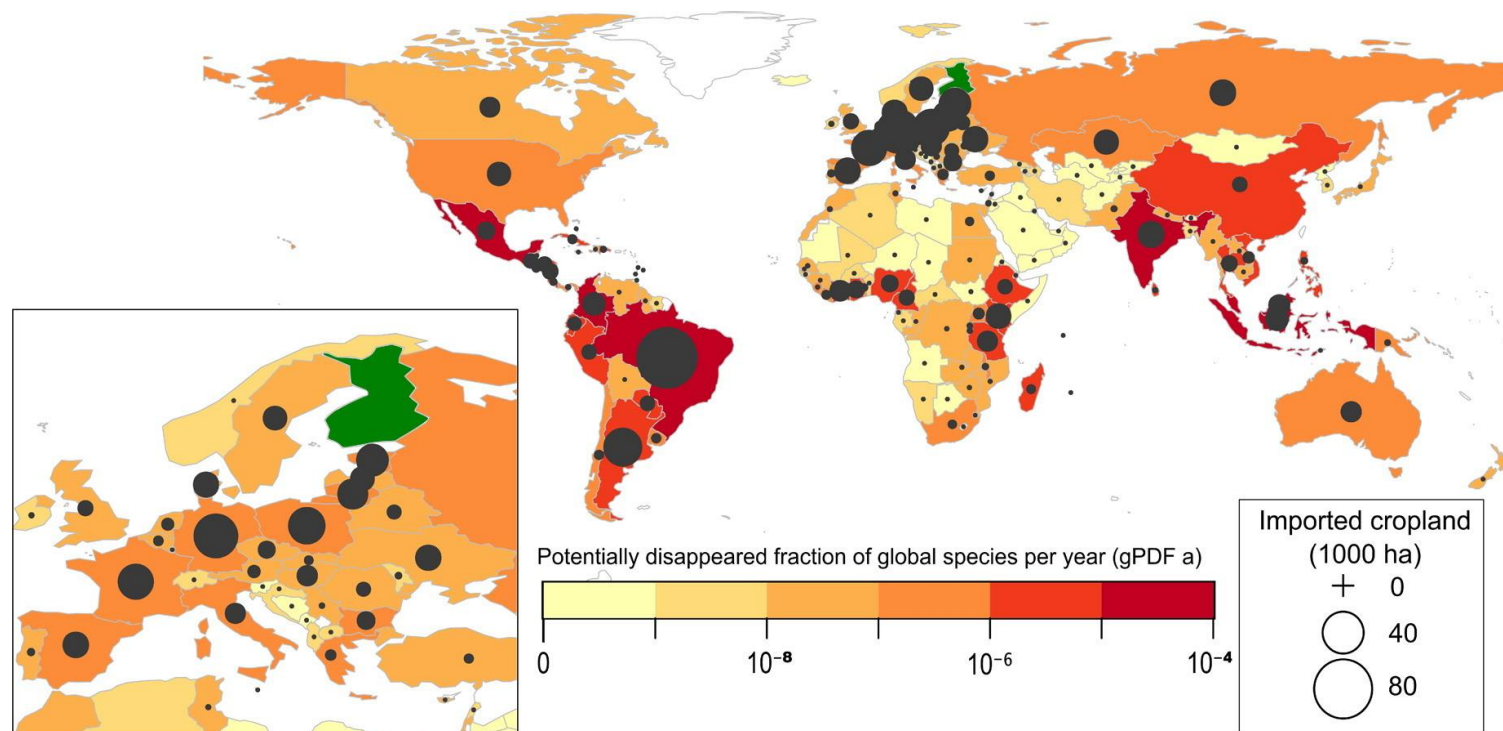 Potentially disappeared fraction of global species per year (gPDF a)
0 10⁻⁸ 10⁻⁶ 10⁻⁴
Imported cropland
(1000 ha)
0
40
80